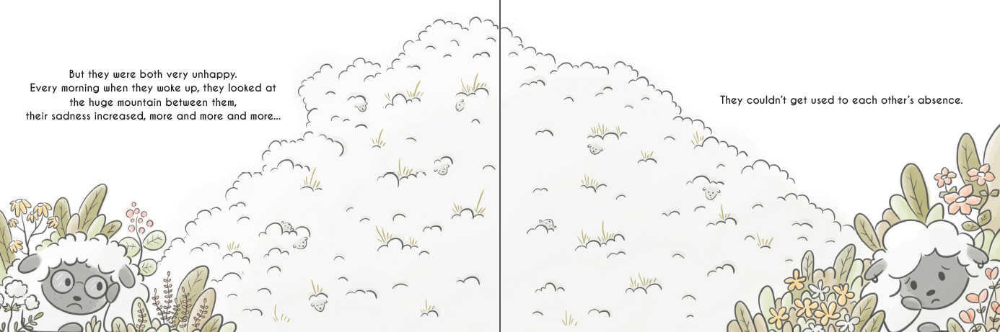 But they were both very unhappy.
Every morning when they woke up, they looked at
the huge mountain between them,
their sadness increased, more and more and more...
They couldn't get used to each other's absence.